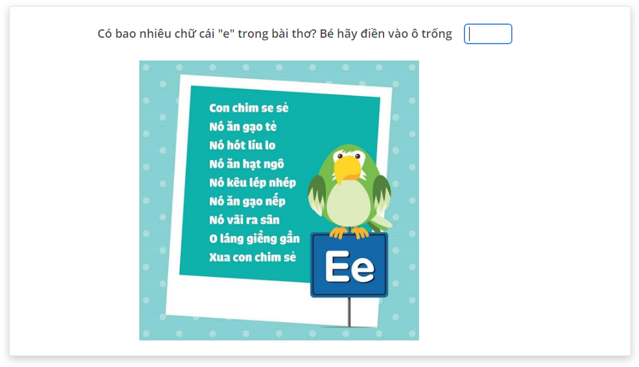 Có bao nhiêu chữ cái "e" trong bài thơ? Bé hãy điền vào ô trống
Con chim se sẻ
Nó ăn gạo tẻ
Nó hót líu lo
Nó ăn hạt ngô
Nó kêu lép nhép
Nó ăn gạo nếp
Nó vãi ra sân
O láng giềng gần
Xua con chim sẻ
Ee